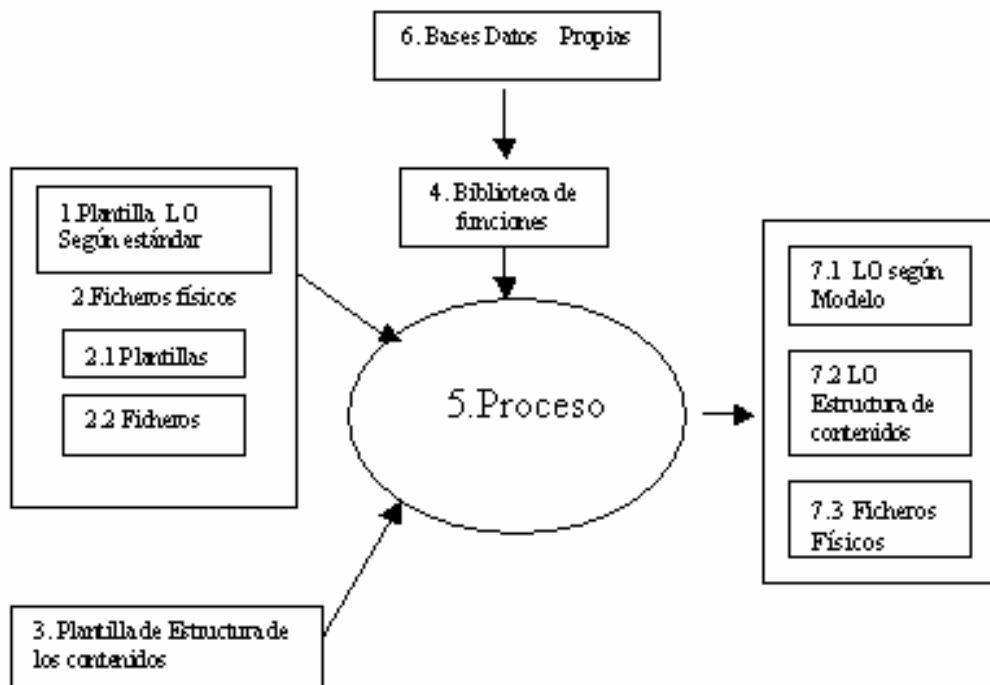 6. Bases Datos Propias
4. Biblioteca de
funciones
1.Plantilla LO
Según estándar
2.Ficheros físicos
2.1 Plantillas
2.2 Ficheros
5.Proceso
3. Plantilla de Estructura de
los contenidos
7.1 LO según
Modelo
7.2 LO
Estructura de
contenidos
7.3 Ficheros
Físicos